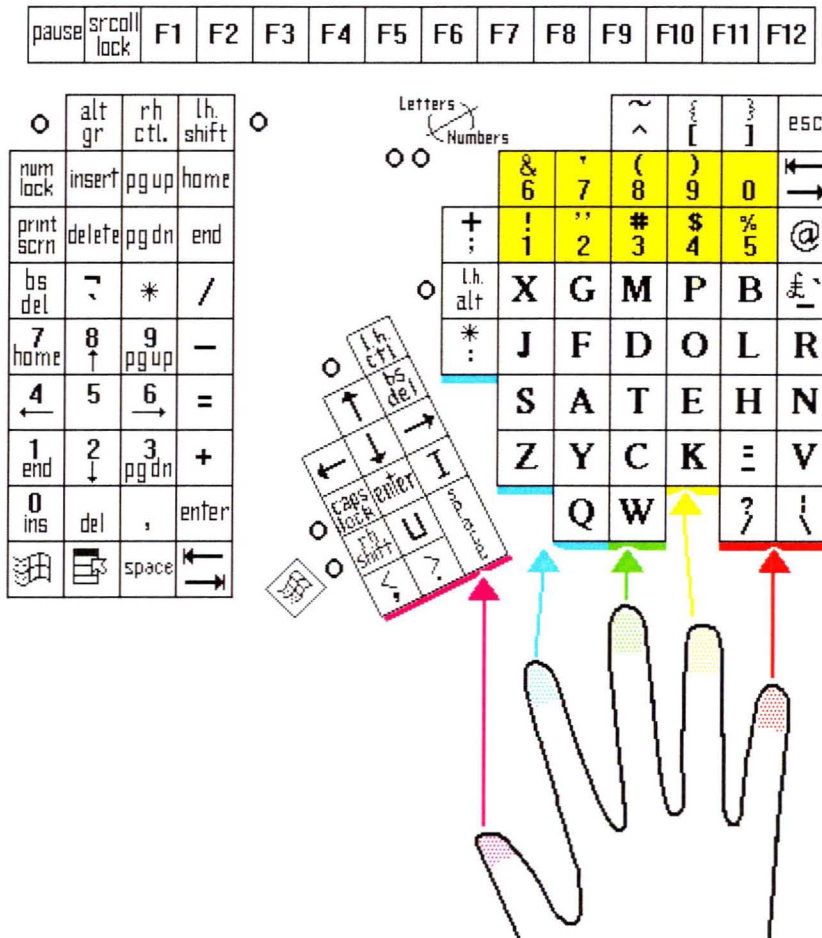 pause srcoll lock F1 F2 F3 F4 F5 F6 F7 F8 F9 F10 F11 F12
alt gr
rh ctl.
lh. shift
num lock
insert
pg up
home
print scrn
delete
pg dn
end
bs del
¬ `
*
/
7 home
8 ↑
9 pg up
–
4 ←
5
6 →
=
1 end
2 ↓
3 pg dn
+
0 ins
del
,
enter
space
Letters
Numbers
~ ^
{ [
} ]
esc
& 6
' 7
( 8
) 9
0
+ ;
! 1
" 2
# 3
$ 4
% 5
@
l.h. alt
X G M P B
£
* :
J F D O L R
S A T E H N
Z Y C K
V
Q W
? /
l.h. ctl
↑
bs del
←
↓
→
caps lock
enter
I
rh shift
U
spacebar
< ,
? .